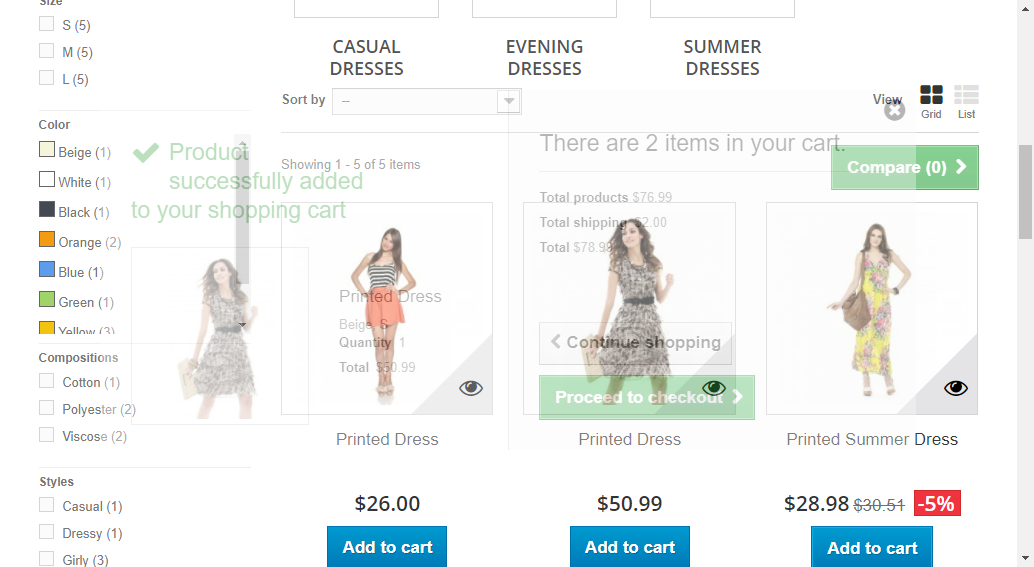 Size
S (5)
M (5)
L (5)
Color
Beige (1)
White (1)
Black (1)
Orange (2)
Blue (1)
Green (1)
Yellow (3)
Compositions
Cotton (1)
Polyester (2)
Viscose (2)
Styles
Casual (1)
Dressy (1)
Girly (3)
CASUAL
DRESSES
EVENING
DRESSES
SUMMER
DRESSES
Sort by
--
View
Grid
List
Showing 1 - 5 of 5 items
Compare (0)
Product
successfully added
to your shopping cart
Printed Dress
Beige, S
Quantity 1
Total $50.99
There are 2 items in your cart.
Total products $76.99
Total shipping $2.00
Total $78.99
Continue shopping
Proceed to checkout
Printed Dress
$26.00
Add to cart
Printed Dress
$50.99
Add to cart
Printed Summer Dress
$28.98 $30.51 -5%
Add to cart